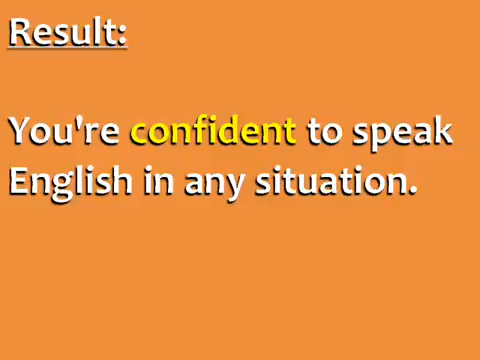 Result:
You're confident to speak
English in any situation.